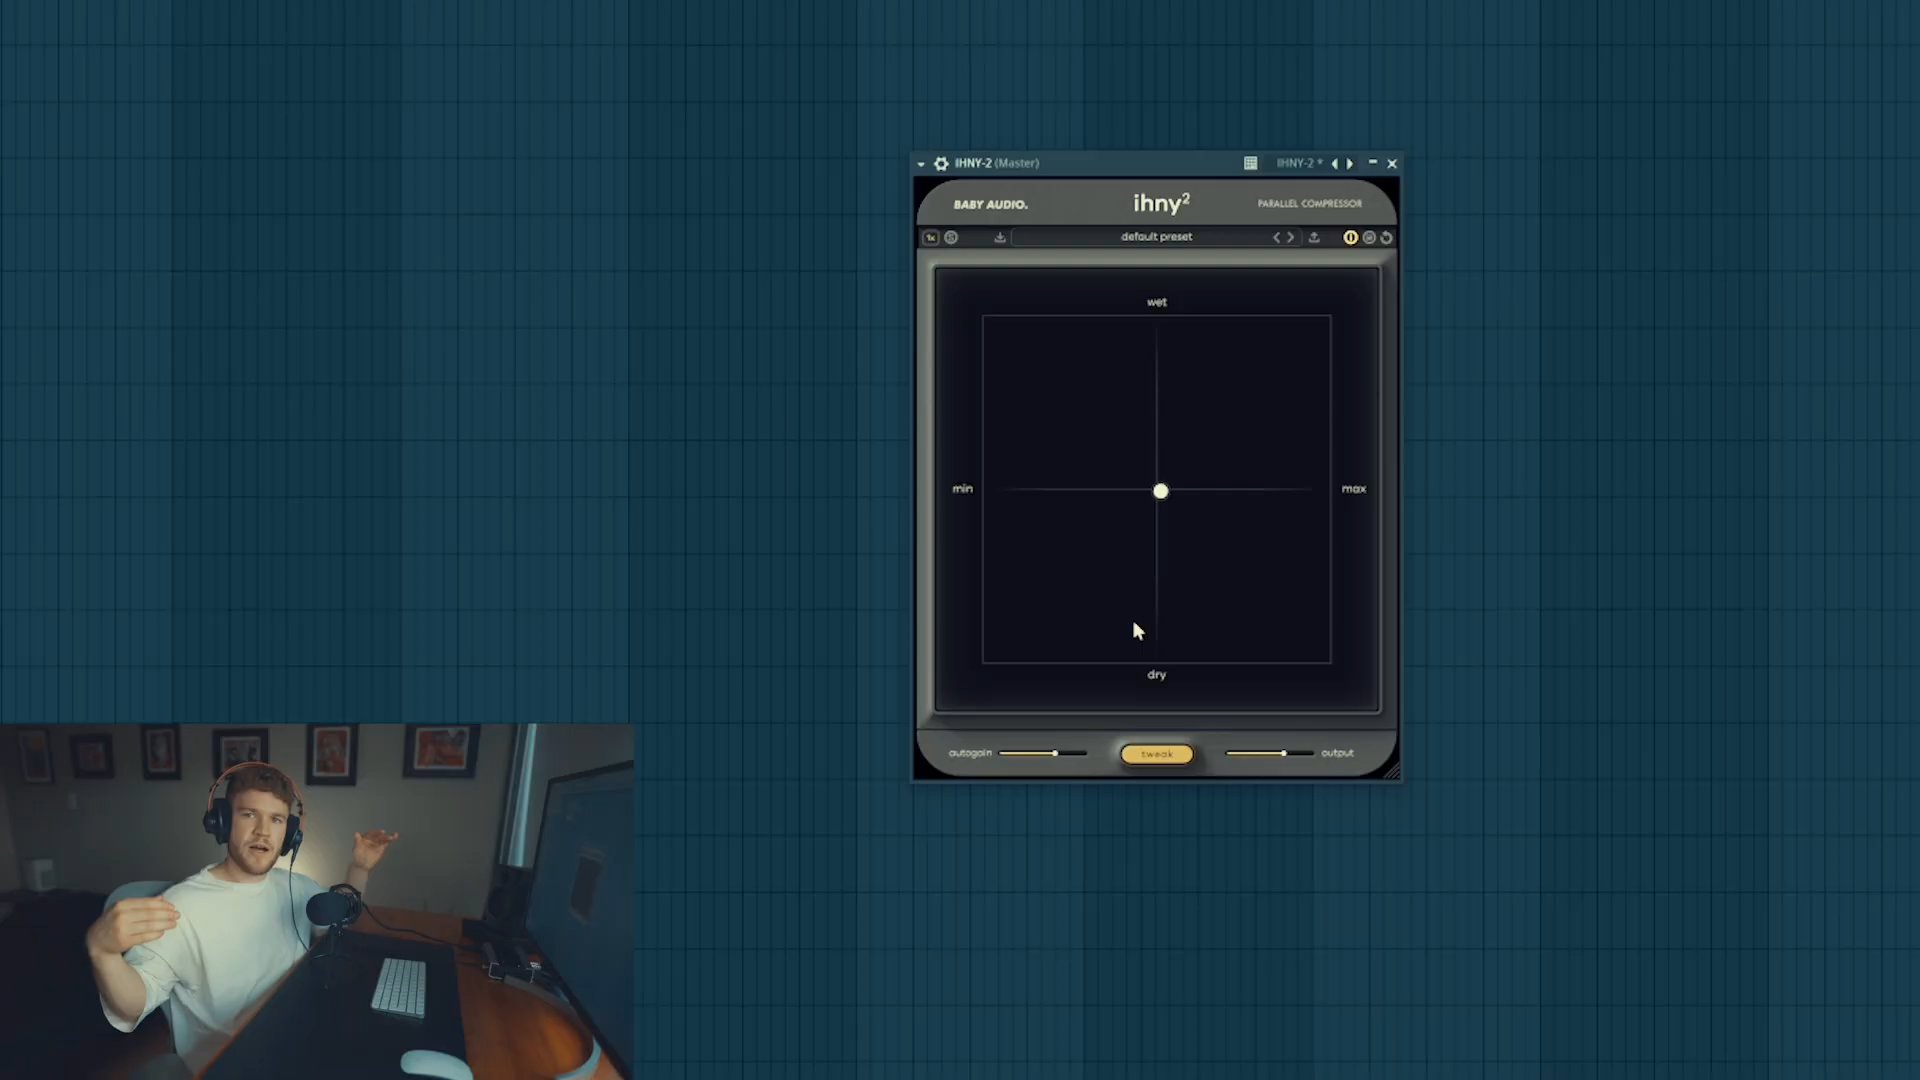 IHNY-2 (Master)
IHNY-2 *
BABY AUDIO.
ihny²
PARALLEL COMPRESSOR
1x
default preset
wet
min
max
dry
autogain
tweak
output